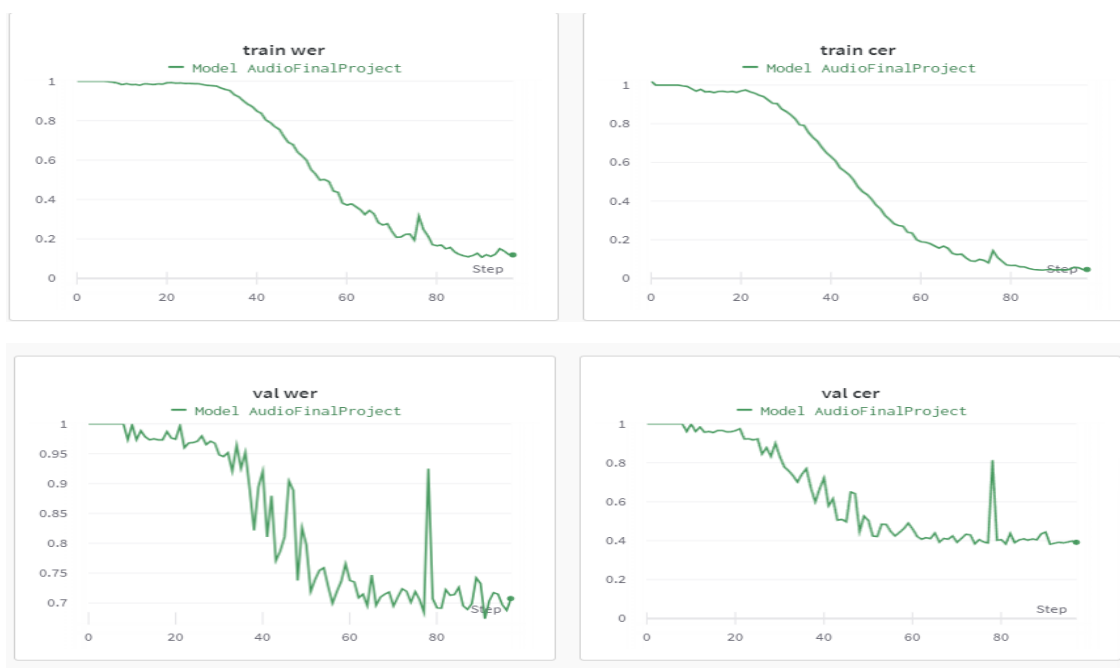 train wer
Model AudioFinalProject
1
0.8
0.6
0.4
0.2
0
Step
0 20 40 60 80
train cer
Model AudioFinalProject
1
0.8
0.6
0.4
0.2
0
Step
0 20 40 60 80
val wer
Model AudioFinalProject
1
0.95
0.9
0.85
0.8
0.75
0.7
Step
0 20 40 60 80
val cer
Model AudioFinalProject
1
0.8
0.6
0.4
0.2
0
Step
0 20 40 60 80